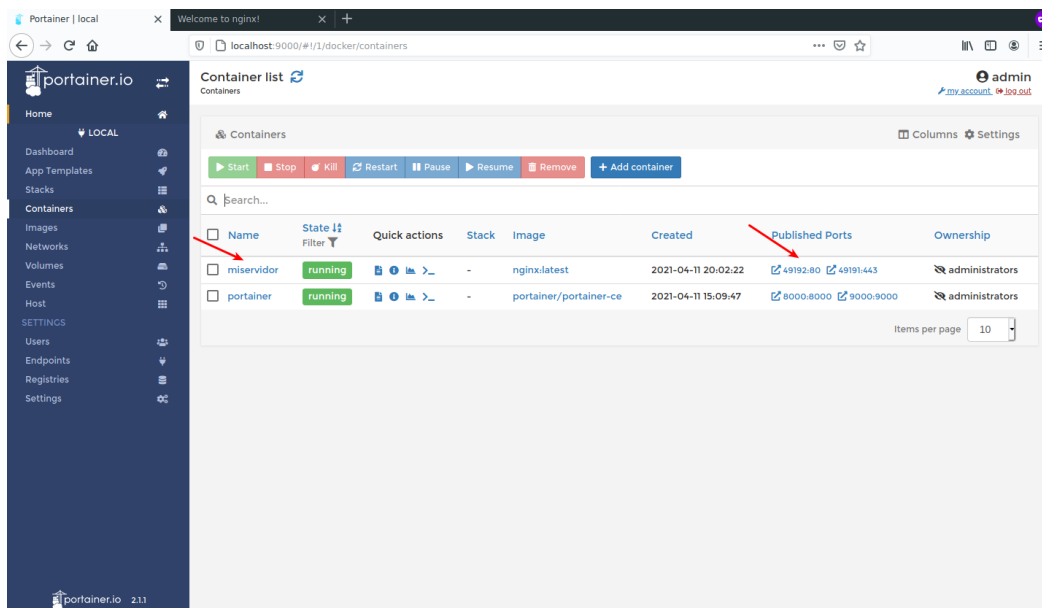 Portainer | local
Welcome to nginx!
localhost:9000/#!/1/docker/containers
portainer.io
Home
LOCAL
Dashboard
App Templates
Stacks
Containers
Images
Networks
Volumes
Events
Host
SETTINGS
Users
Endpoints
Registries
Settings
portainer.io 2.1.1
Container list
Containers
admin
my account log out
Containers
Columns Settings
Start Stop Kill Restart Pause Resume Remove + Add container
Search...
Name State Filter Quick actions Stack Image Created Published Ports Ownership
miservidor running - nginx:latest 2021-04-11 20:02:22 49192:80 49191:443 administrators
portainer running - portainer/portainer-ce 2021-04-11 15:09:47 8000:8000 9000:9000 administrators
Items per page 10